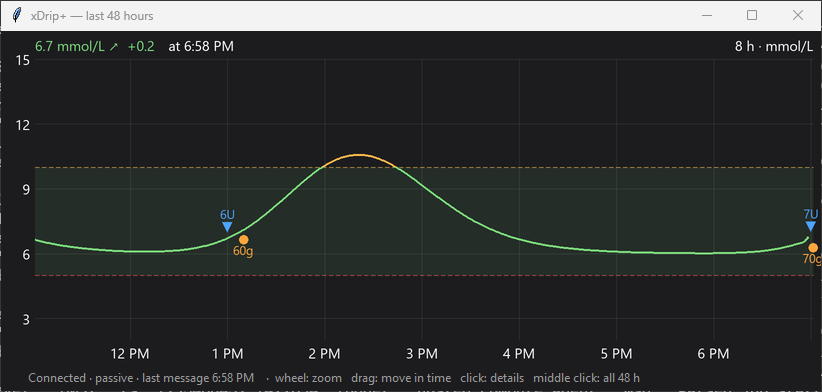 xDrip+ — last 48 hours
6.7 mmol/L ↗ +0.2 at 6:58 PM
8 h · mmol/L
15
12
9
6
3
6U
60g
7U
70g
12 PM
1 PM
2 PM
3 PM
4 PM
5 PM
6 PM
Connected · passive · last message 6:58 PM · wheel: zoom drag: move in time click: details middle click: all 48 h